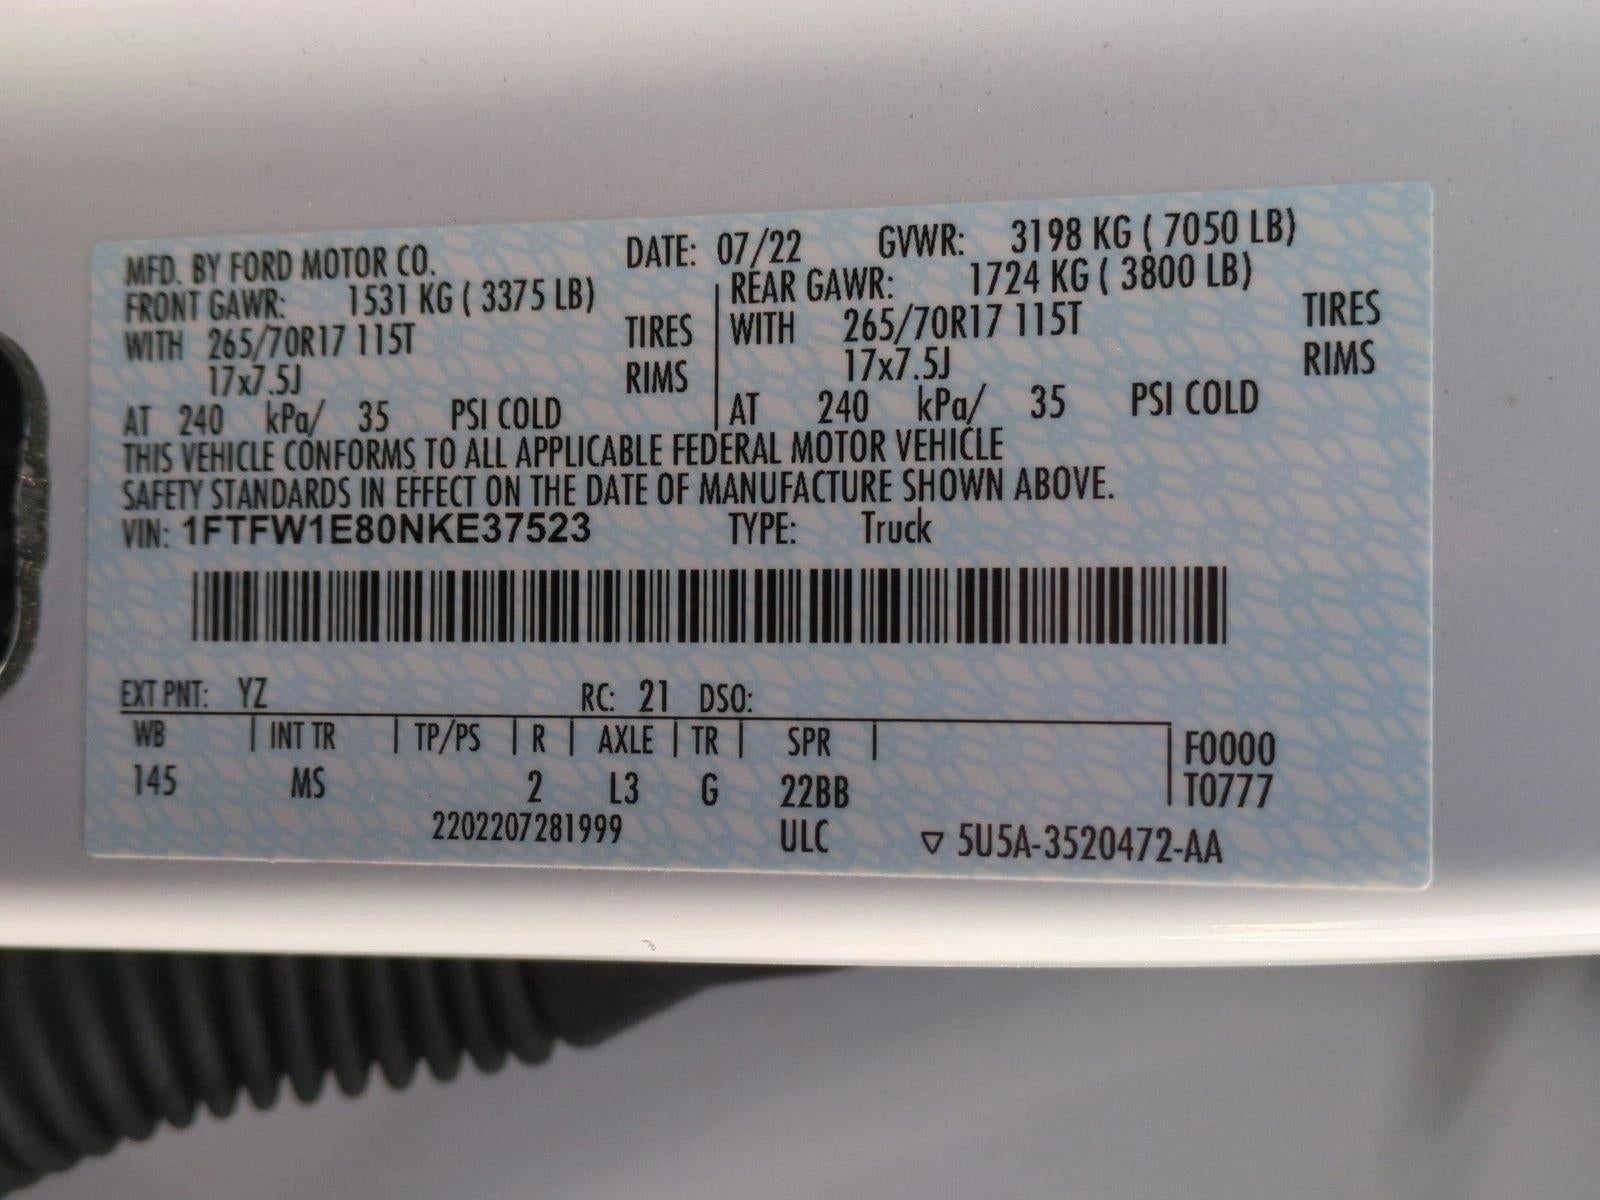 MFD. BY FORD MOTOR CO. DATE: 07/22 GVWR: 3198 KG ( 7050 LB)
FRONT GAWR: 1531 KG ( 3375 LB) REAR GAWR: 1724 KG ( 3800 LB)
WITH 265/70R17 115T TIRES WITH 265/70R17 115T TIRES
17x7.5J RIMS 17x7.5J RIMS
AT 240 kPa/ 35 PSI COLD AT 240 kPa/ 35 PSI COLD
THIS VEHICLE CONFORMS TO ALL APPLICABLE FEDERAL MOTOR VEHICLE
SAFETY STANDARDS IN EFFECT ON THE DATE OF MANUFACTURE SHOWN ABOVE.
VIN: 1FTFW1E80NKE37523 TYPE: Truck
EXT PNT: YZ RC: 21 DSO:
WB | INT TR | TP/PS | R | AXLE | TR | SPR | F0000
145 MS 2 L3 G 22BB T0777
2202207281999 ULC ▽ 5U5A-3520472-AA